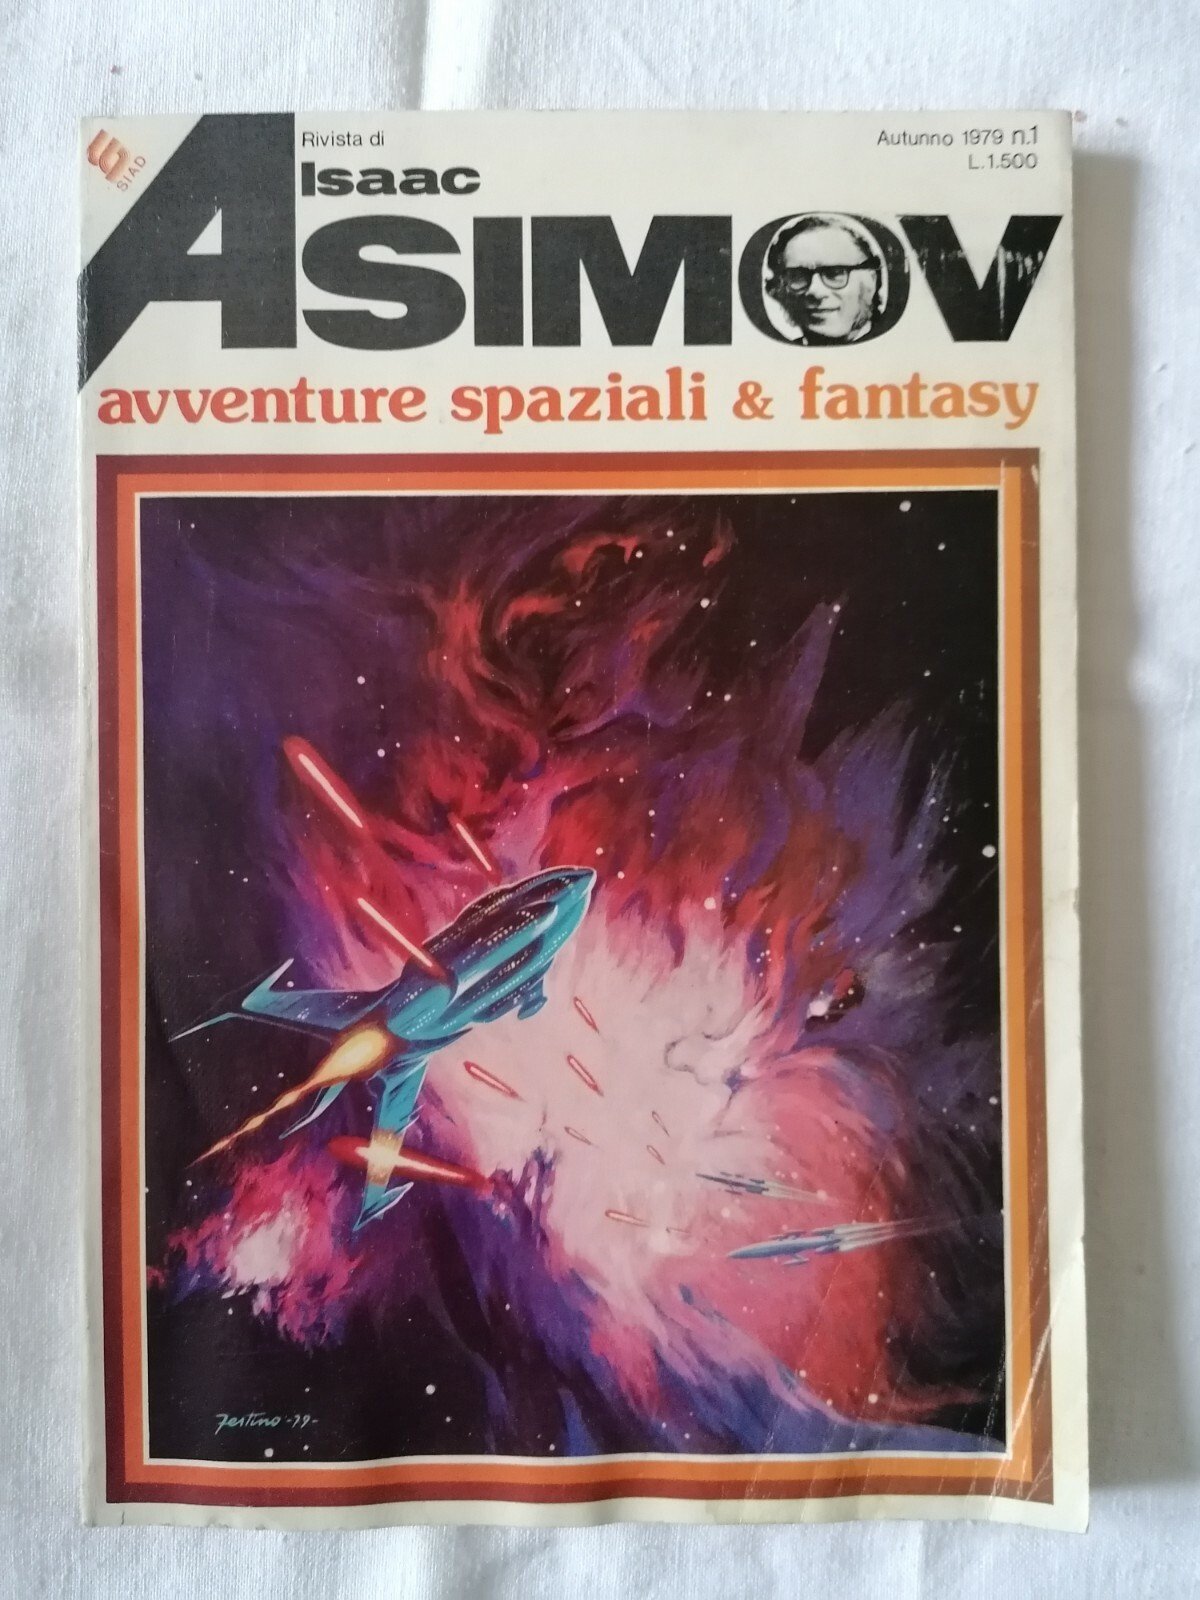 SIAD
Rivista di
Isaac
ASIMOV
Autunno 1979 n.1
L.1.500
avventure spaziali & fantasy
Festino -79-